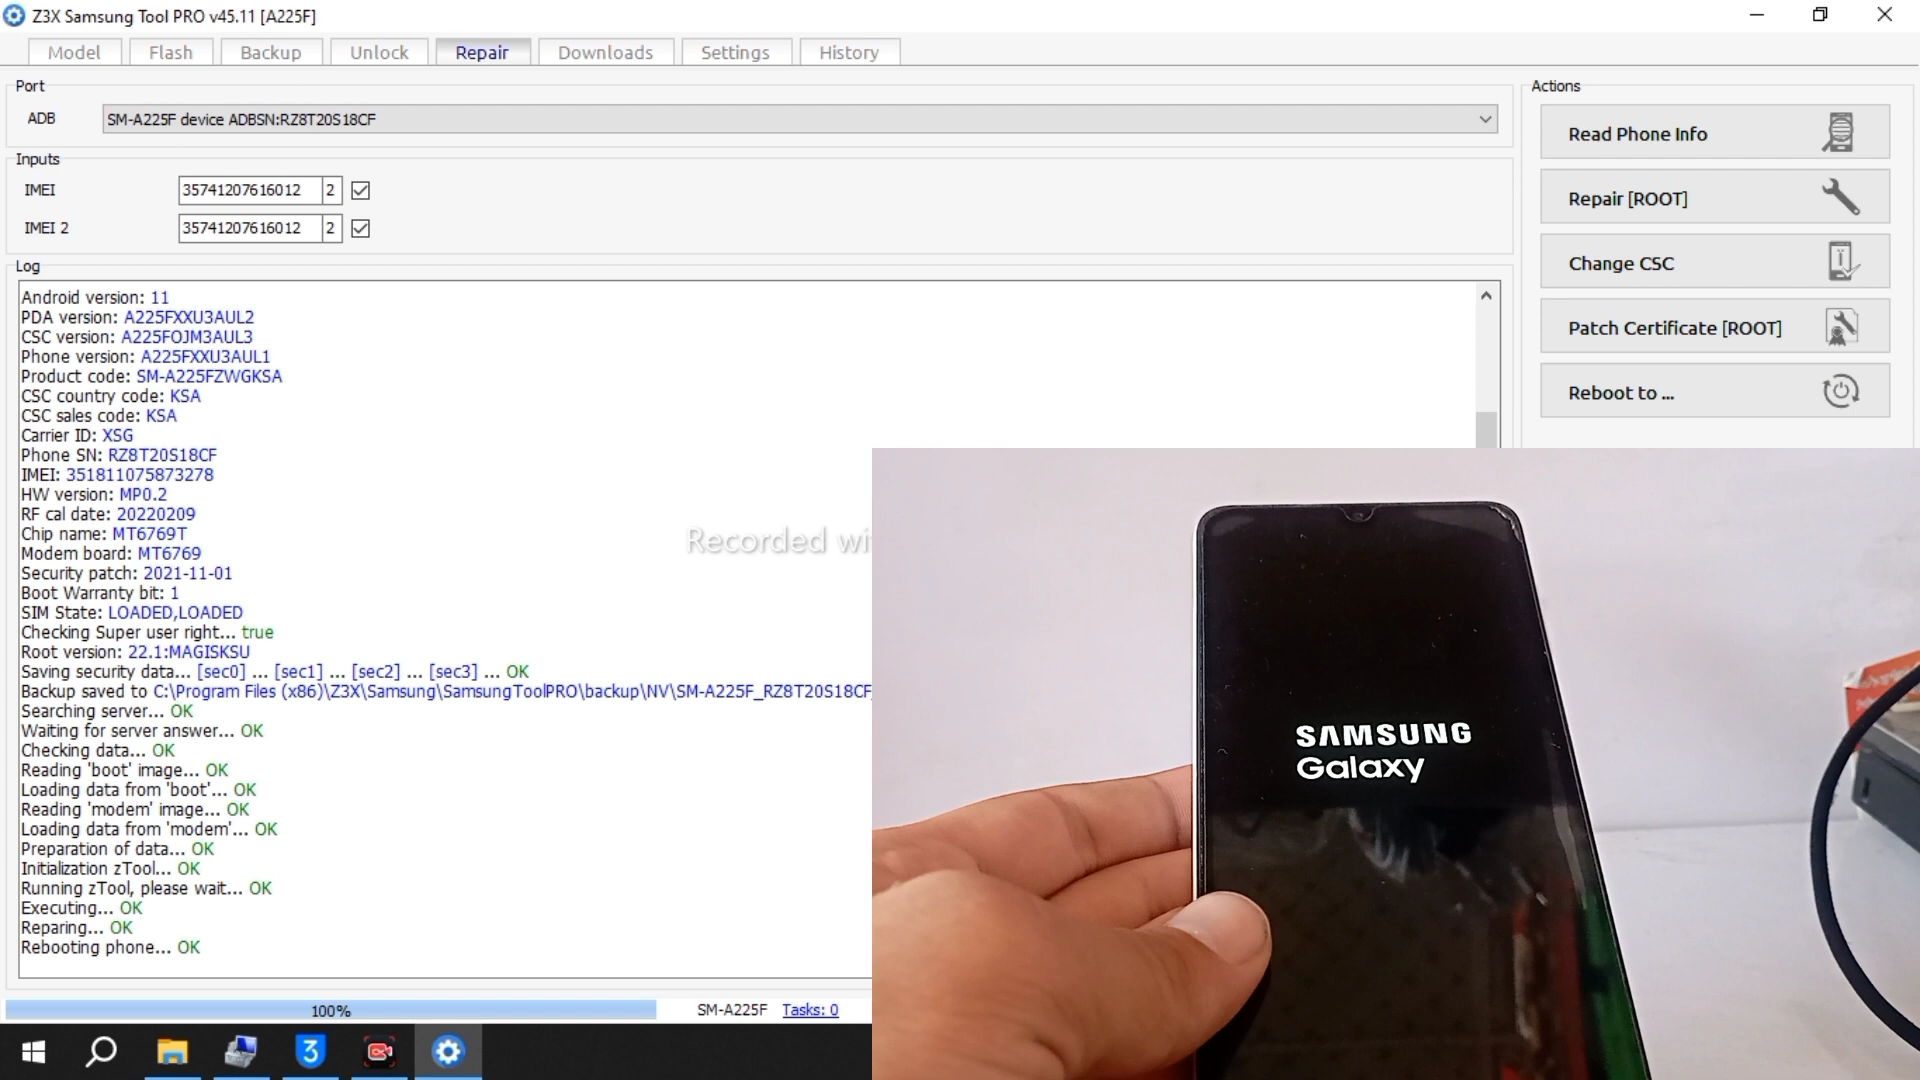 Z3X Samsung Tool PRO v45.11 [A225F]
Model Flash Backup Unlock Repair Downloads Settings History
Port
ADB SM-A225F device ADBSN:RZ8T20S18CF
Inputs
IMEI 35741207616012 2
IMEI 2 35741207616012 2
Log
Android version: 11
PDA version: A225FXXU3AUL2
CSC version: A225FOJM3AUL3
Phone version: A225FXXU3AUL1
Product code: SM-A225FZWGKSA
CSC country code: KSA
CSC sales code: KSA
Carrier ID: XSG
Phone SN: RZ8T20S18CF
IMEI: 351811075873278
HW version: MP0.2
RF cal date: 20220209
Chip name: MT6769T
Modem board: MT6769
Security patch: 2021-11-01
Boot Warranty bit: 1
SIM State: LOADED,LOADED
Checking Super user right... true
Root version: 22.1:MAGISKSU
Saving security data... [sec0] ... [sec1] ... [sec2] ... [sec3] ... OK
Backup saved to C:\Program Files (x86)\Z3X\Samsung\SamsungToolPRO\backup\NV\SM-A225F_RZ8T20S18CF
Searching server... OK
Waiting for server answer... OK
Checking data... OK
Reading 'boot' image... OK
Loading data from 'boot'... OK
Reading 'modem' image... OK
Loading data from 'modem'... OK
Preparation of data... OK
Initialization zTool... OK
Running zTool, please wait... OK
Executing... OK
Reparing... OK
Rebooting phone... OK
100% SM-A225F Tasks: 0
Actions
Read Phone Info
Repair [ROOT]
Change CSC
Patch Certificate [ROOT]
Reboot to ...
Recorded
SAMSUNG
Galaxy
3